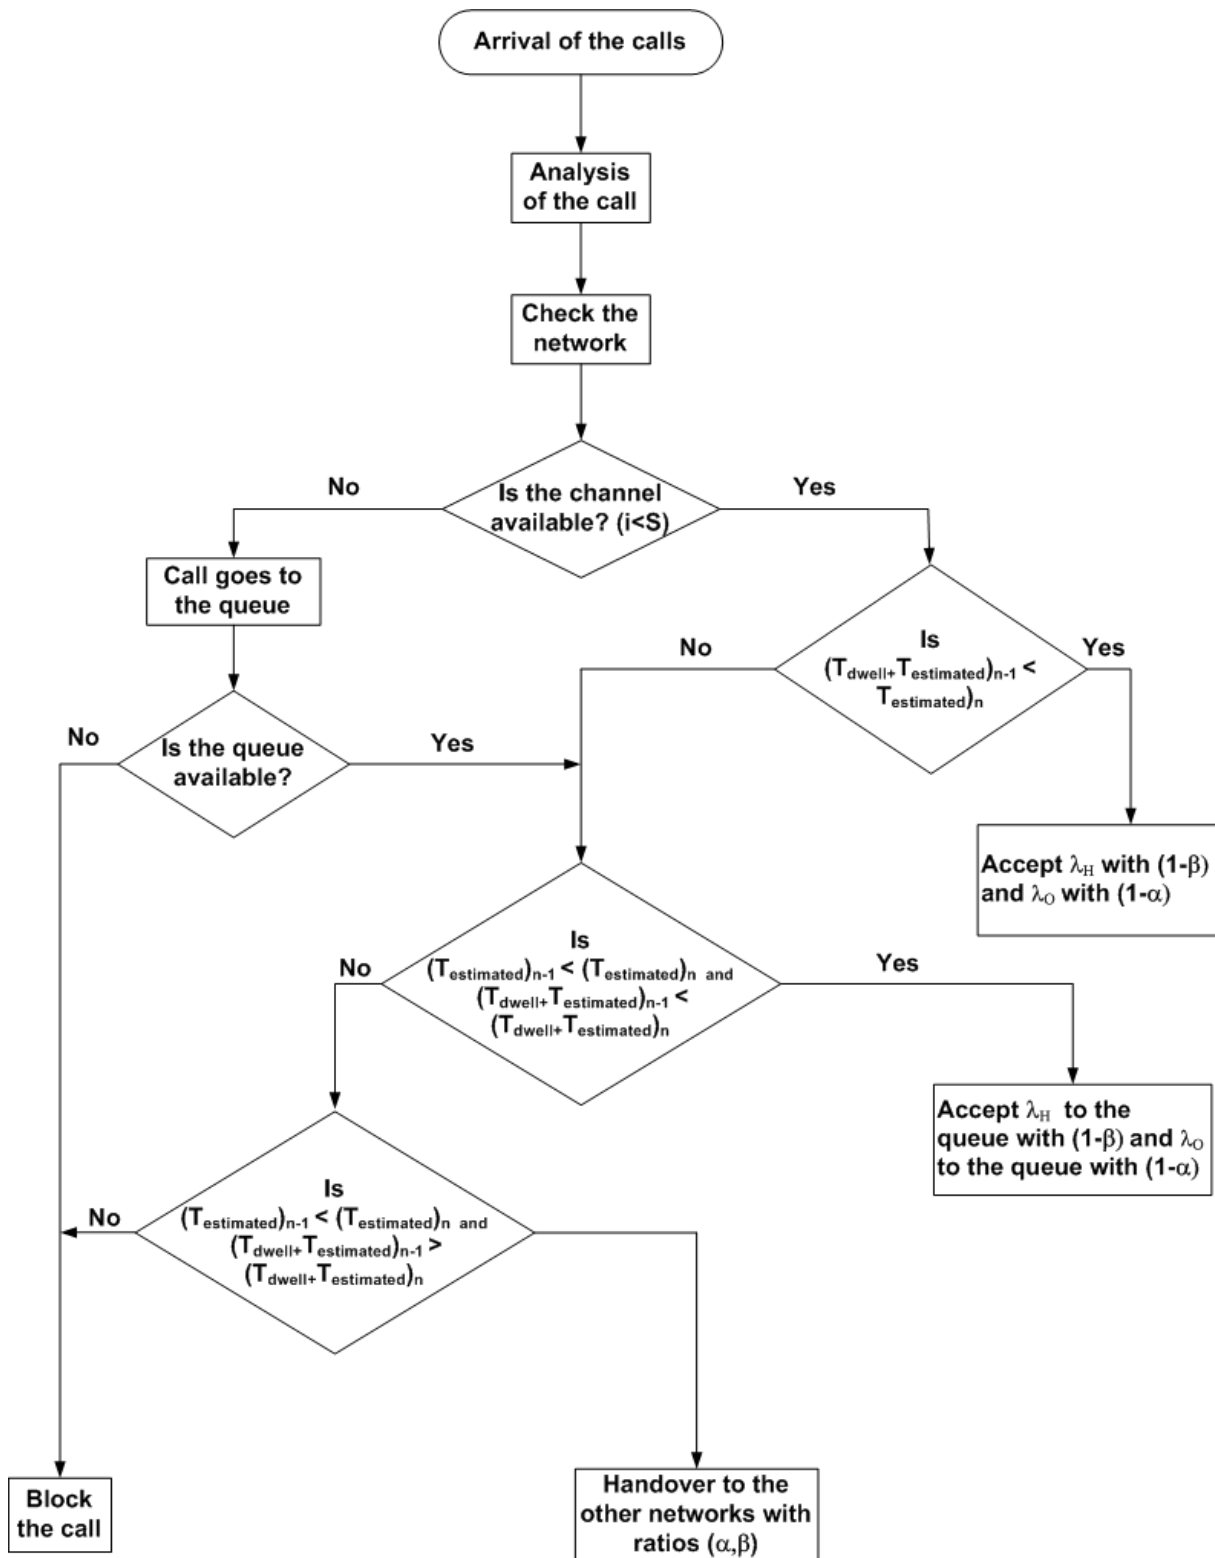 Arrival of the calls
Analysis
of the call
Check the
network
No
Yes
Is the channel
available? (i<S)
Call goes to
the queue
No
Is
(Tdwell+Testimated)n-1 <
Testimated)n
Yes
No
Is the queue
available?
Yes
Accept λH with (1-β)
and λO with (1-α)
No
Is
(Testimated)n-1 < (Testimated)n and
(Tdwell+Testimated)n-1 <
(Tdwell+Testimated)n
Yes
Accept λH to the
queue with (1-β) and λO
to the queue with (1-α)
No
Is
(Testimated)n-1 < (Testimated)n and
(Tdwell+Testimated)n-1 >
(Tdwell+Testimated)n
Block
the call
Handover to the
other networks with
ratios (α,β)